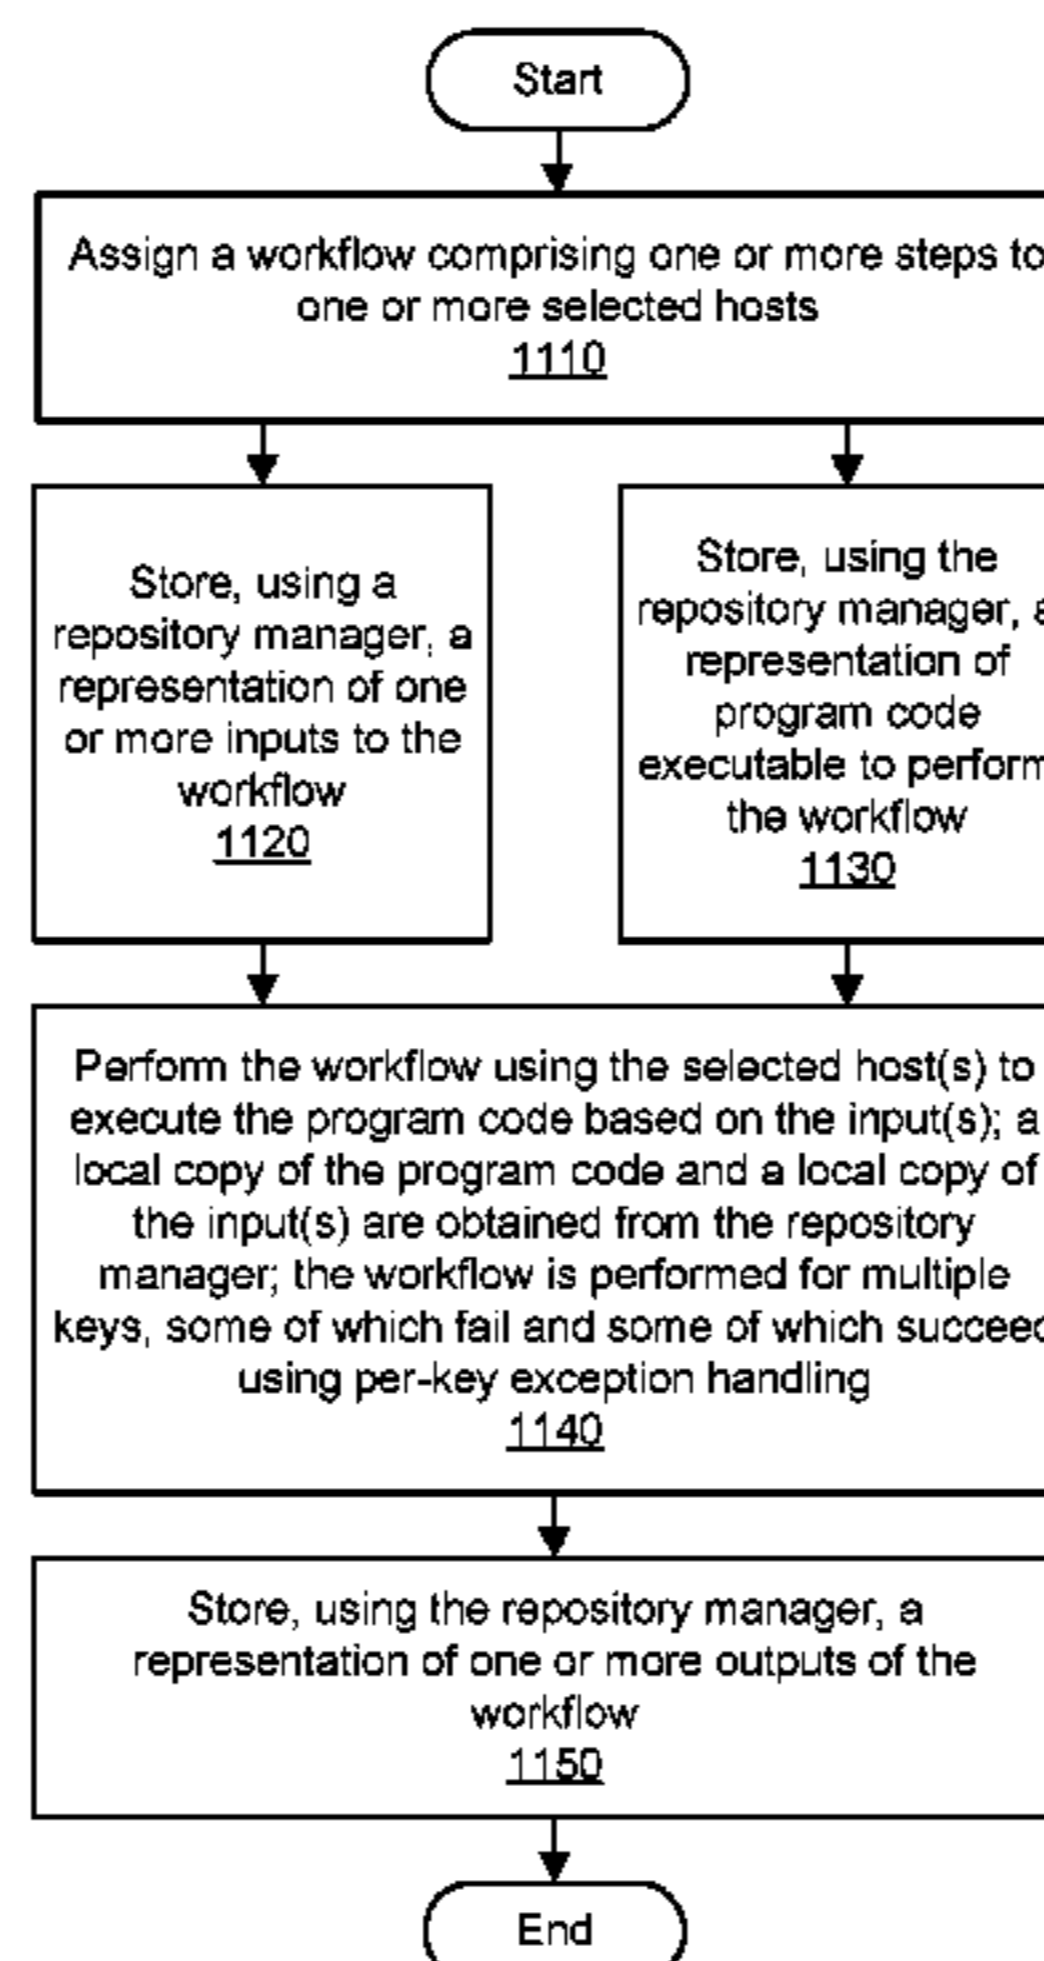 Start
Assign a workflow comprising one or more steps to
one or more selected hosts
1110
Store, using a
repository manager, a
representation of one
or more inputs to the
workflow
1120
Store, using the
repository manager, a
representation of
program code
executable to perform
the workflow
1130
Perform the workflow using the selected host(s) to
execute the program code based on the input(s); a
local copy of the program code and a local copy of
the input(s) are obtained from the repository
manager; the workflow is performed for multiple
keys, some of which fail and some of which succeed
using per-key exception handling
1140
Store, using the repository manager, a
representation of one or more outputs of the
workflow
1150
End